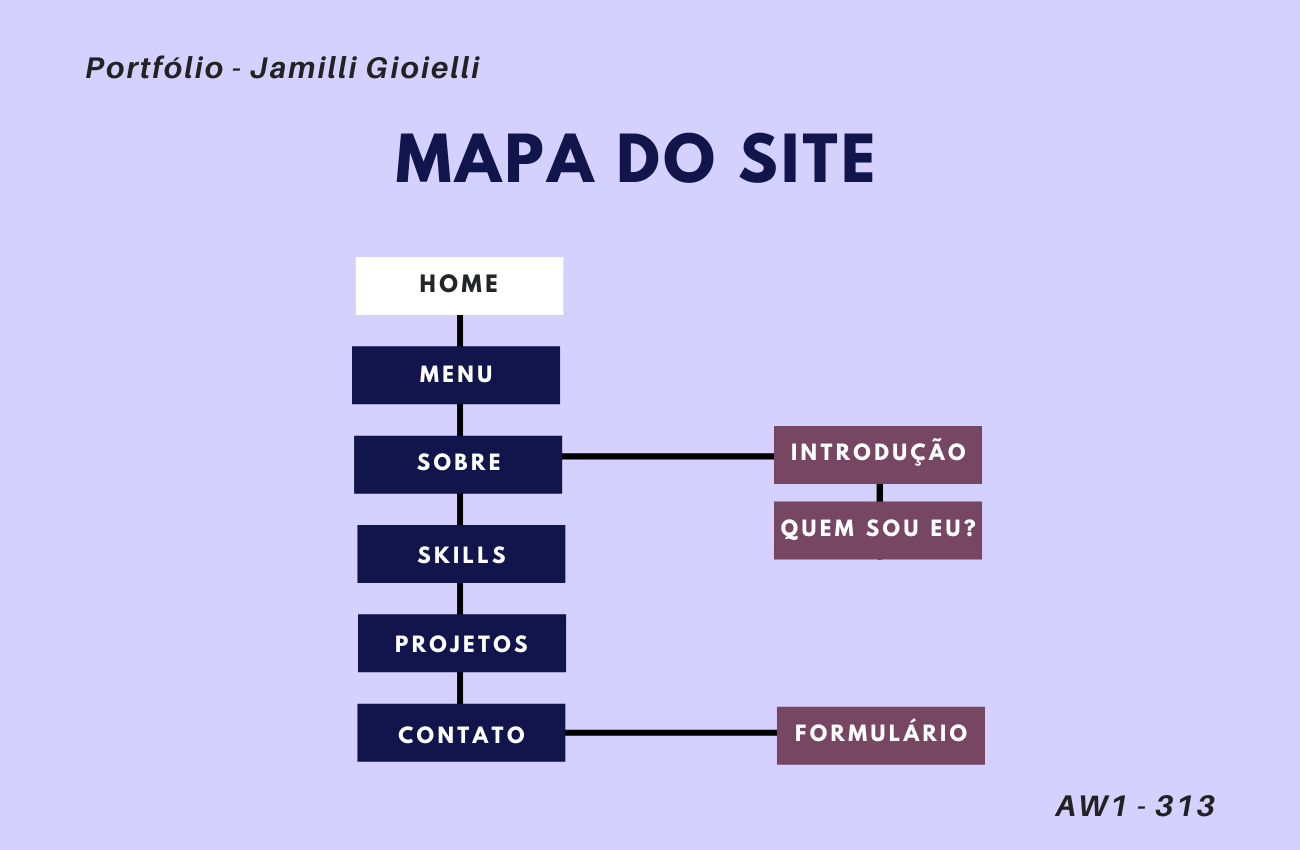 Portfólio - Jamilli Gioielli
MAPA DO SITE
HOME
MENU
SOBRE
INTRODUÇÃO
QUEM SOU EU?
SKILLS
PROJETOS
CONTATO
FORMULÁRIO
AW1 - 313